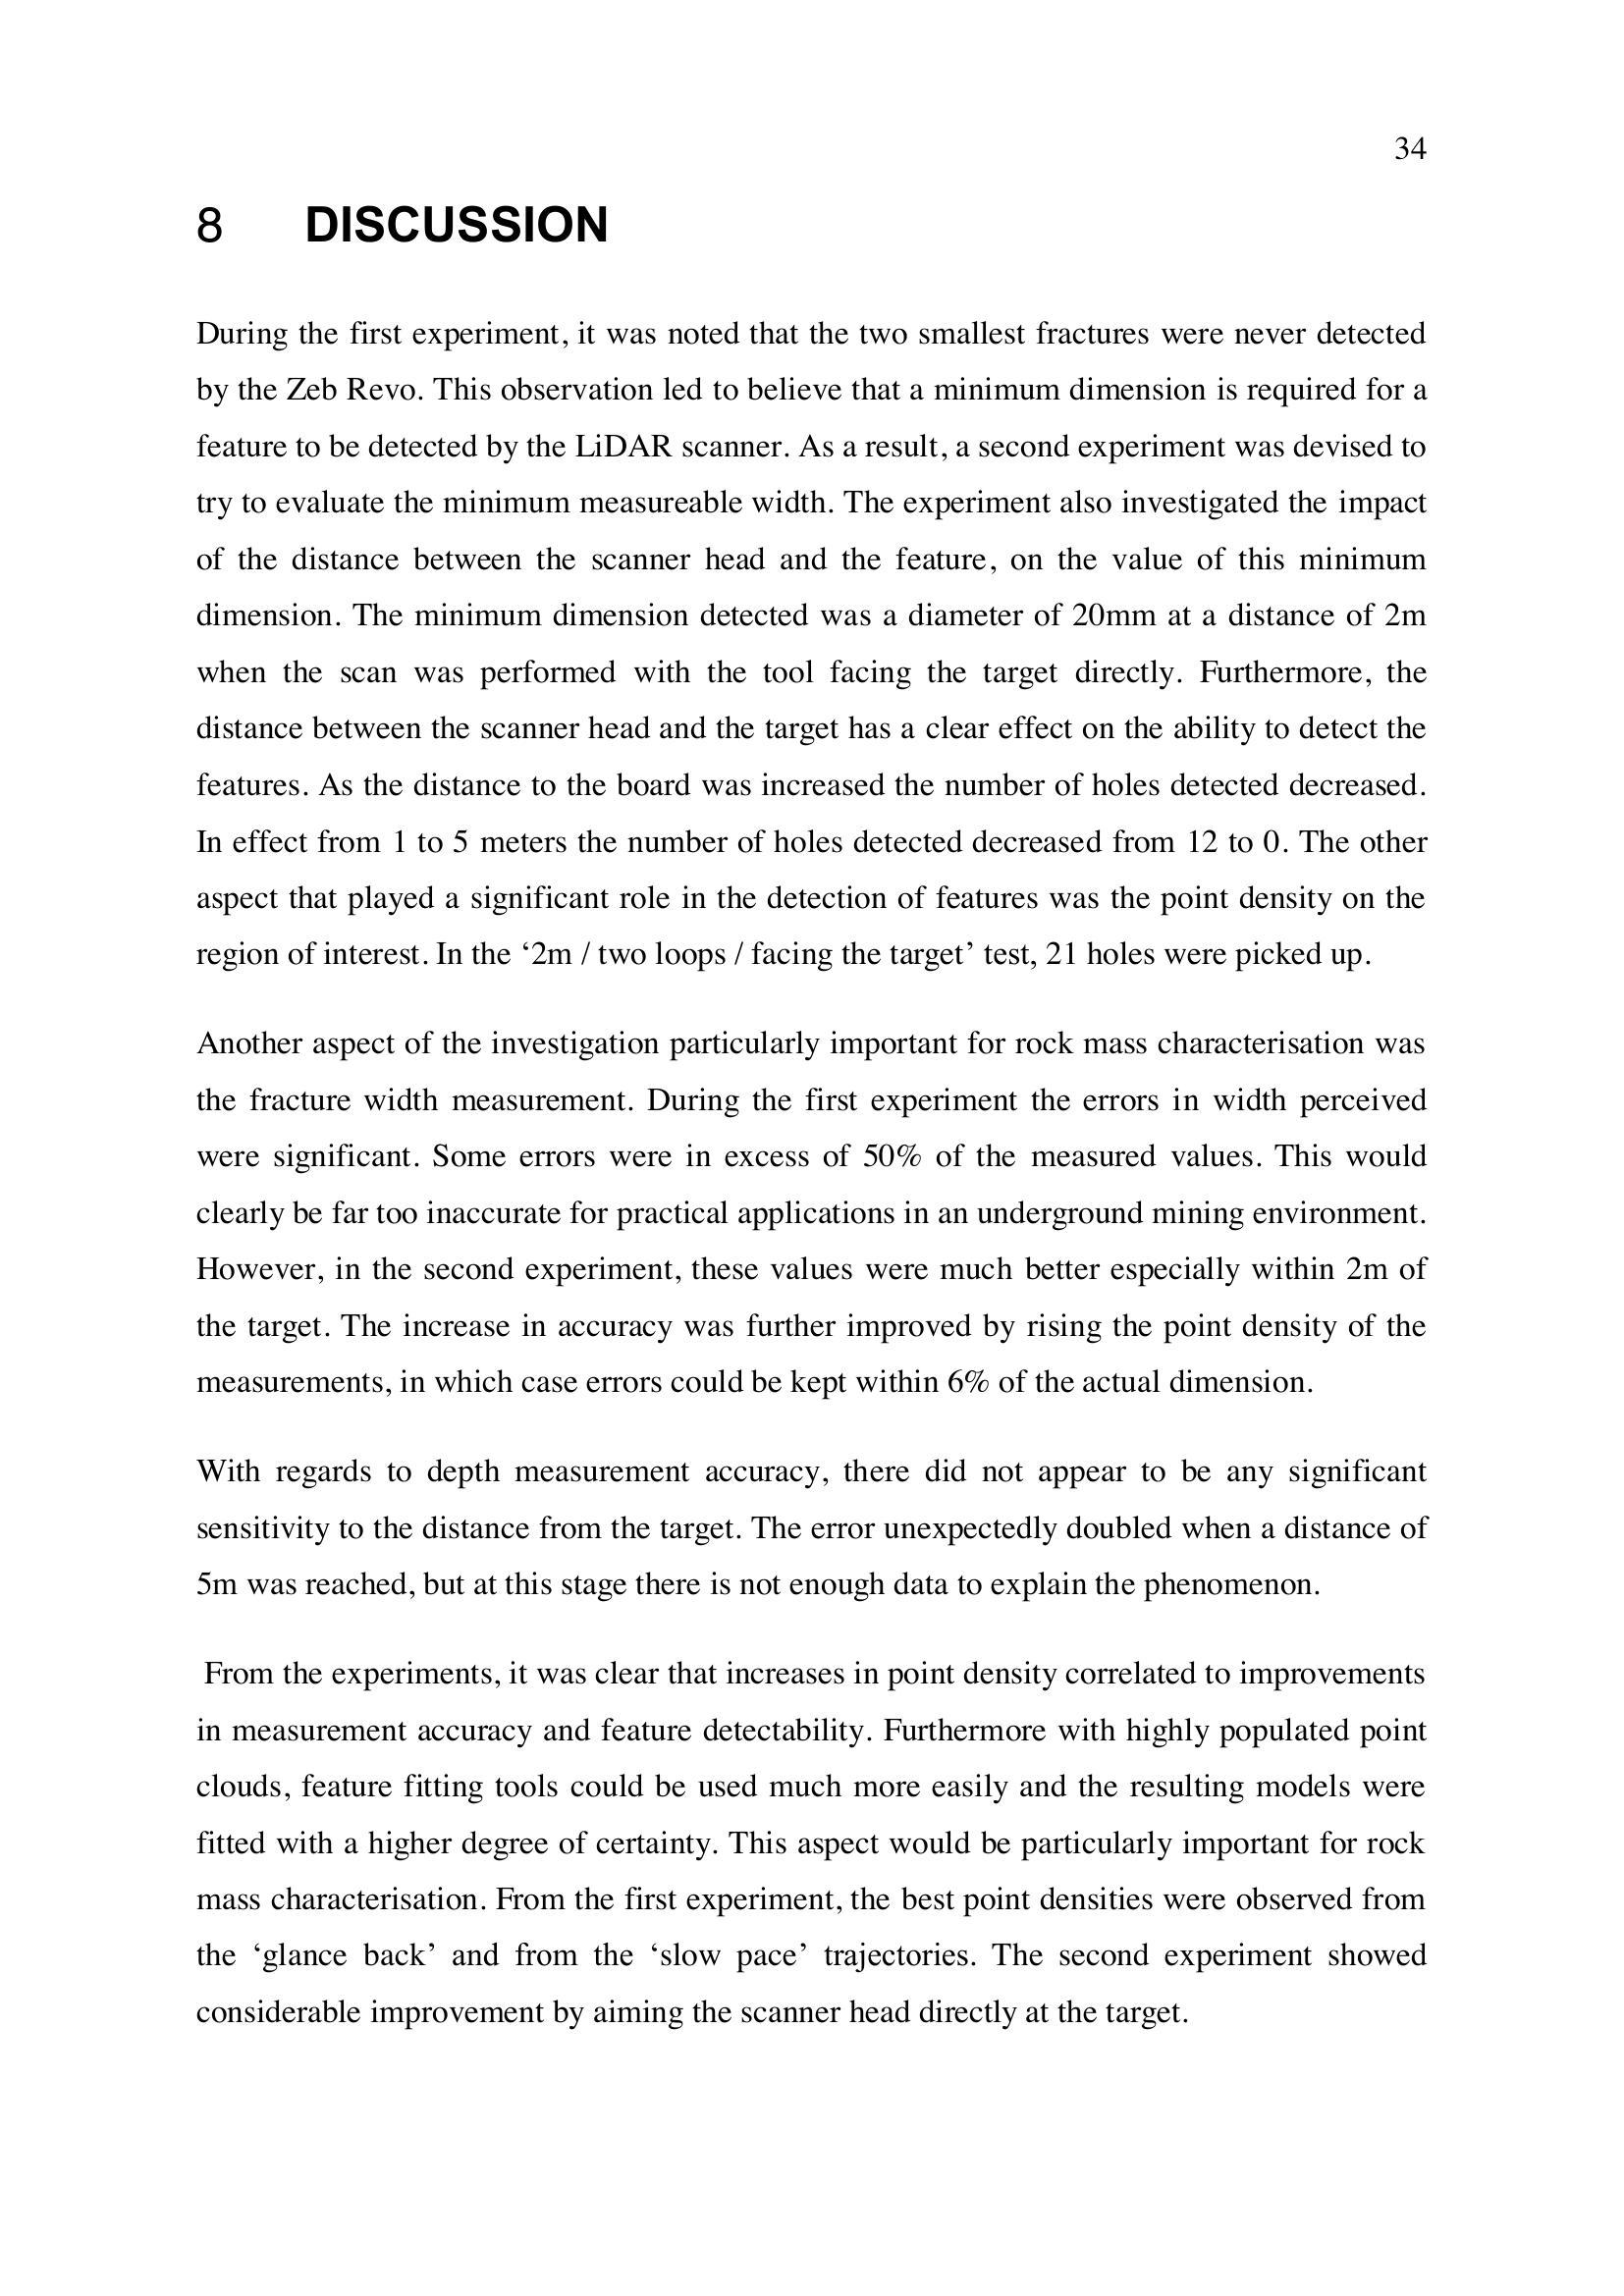 34
8 DISCUSSION
During the first experiment, it was noted that the two smallest fractures were never detected
by the Zeb Revo. This observation led to believe that a minimum dimension is required for a
feature to be detected by the LiDAR scanner. As a result, a second experiment was devised to
try to evaluate the minimum measureable width. The experiment also investigated the impact
of the distance between the scanner head and the feature, on the value of this minimum
dimension. The minimum dimension detected was a diameter of 20mm at a distance of 2m
when the scan was performed with the tool facing the target directly. Furthermore, the
distance between the scanner head and the target has a clear effect on the ability to detect the
features. As the distance to the board was increased the number of holes detected decreased.
In effect from 1 to 5 meters the number of holes detected decreased from 12 to 0. The other
aspect that played a significant role in the detection of features was the point density on the
region of interest. In the ‘2m / two loops / facing the target’ test, 21 holes were picked up.
Another aspect of the investigation particularly important for rock mass characterisation was
the fracture width measurement. During the first experiment the errors in width perceived
were significant. Some errors were in excess of 50% of the measured values. This would
clearly be far too inaccurate for practical applications in an underground mining environment.
However, in the second experiment, these values were much better especially within 2m of
the target. The increase in accuracy was further improved by rising the point density of the
measurements, in which case errors could be kept within 6% of the actual dimension.
With regards to depth measurement accuracy, there did not appear to be any significant
sensitivity to the distance from the target. The error unexpectedly doubled when a distance of
5m was reached, but at this stage there is not enough data to explain the phenomenon.
From the experiments, it was clear that increases in point density correlated to improvements
in measurement accuracy and feature detectability. Furthermore with highly populated point
clouds, feature fitting tools could be used much more easily and the resulting models were
fitted with a higher degree of certainty. This aspect would be particularly important for rock
mass characterisation. From the first experiment, the best point densities were observed from
the ‘glance back’ and from the ‘slow pace’ trajectories. The second experiment showed
considerable improvement by aiming the scanner head directly at the target.